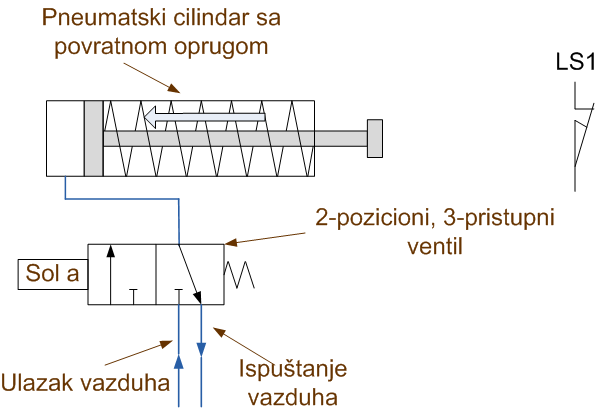 Pneumatski cilindar sa
povratnom oprugom
LS1
2-pozicioni, 3-pristupni
ventil
Sol a
Ulazak vazduha
Ispuštanje
vazduha